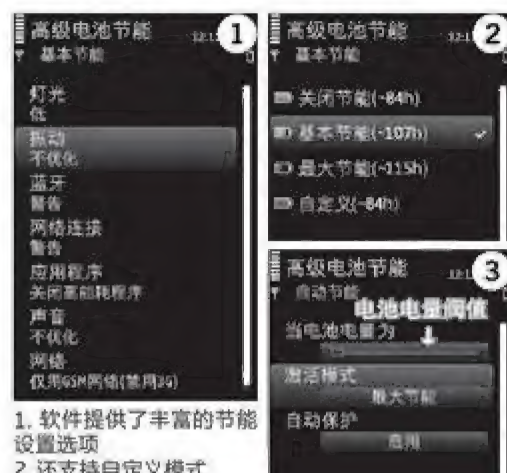 高级电池节能
1
基本节能
灯光
低
振动
不优化
蓝牙
警告
网络连接
警告
应用程序
关闭高能耗程序
声音
不优化
网络
仅用GSM网络(禁用3G)
1. 软件提供了丰富的节能
设置选项
2.还支持自定义模式
高级电池节能
2
基本节能
关闭节能(~84h)
基本节能(~107h)
最大节能(~115h)
自定义(~84h)
高级电池节能
3
自动节能
电池电量阀值
当电池电量为
激活模式
最大节能
自动保护
启用